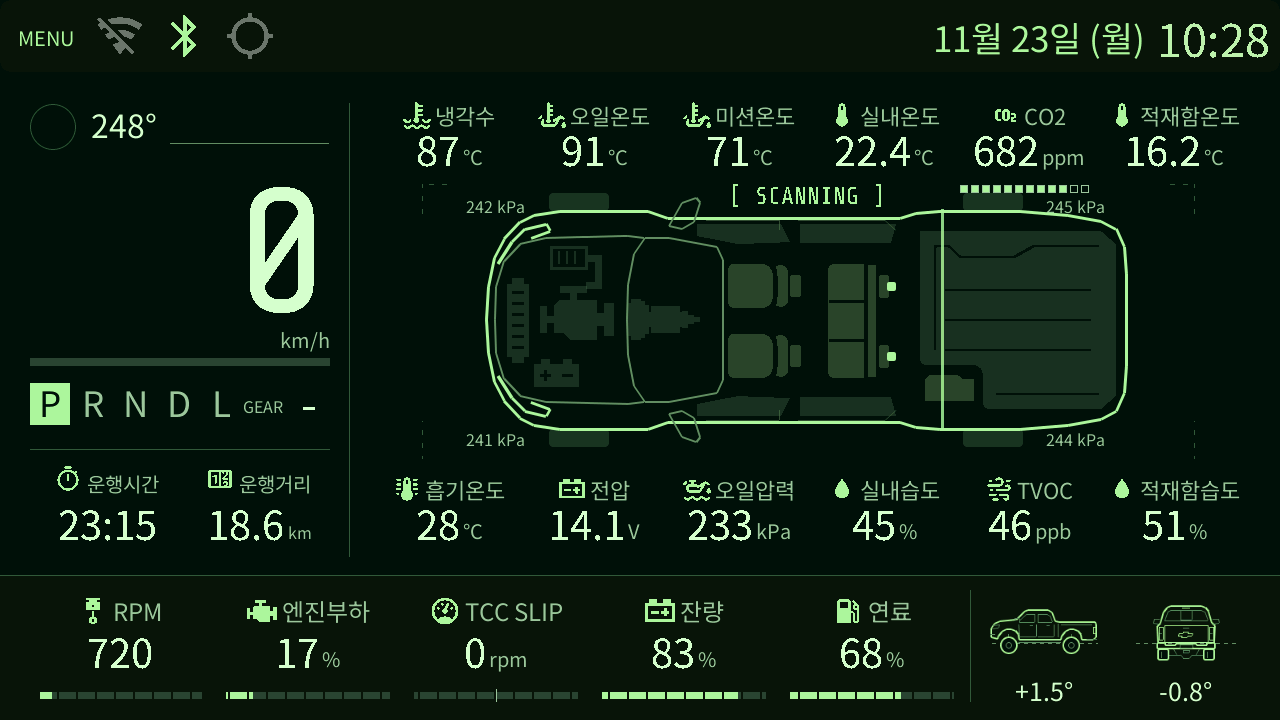 MENU
11월 23일 (월) 10:28
248°
0
km/h
P R N D L GEAR -
운행시간 운행거리
23:15 18.6 km
냉각수 오일온도 미션온도 실내온도 CO2 CO2 적재함온도
87 °C 91 °C 71 °C 22.4 °C 682 ppm 16.2 °C
[ SCANNING ]
242 kPa 245 kPa
241 kPa 244 kPa
흡기온도 전압 오일압력 실내습도 TVOC 적재함습도
28 °C 14.1 V 233 kPa 45 % 46 ppb 51 %
RPM 엔진부하 TCC SLIP 잔량 연료
720 17 % 0 rpm 83 % 68 %
+1.5° -0.8°